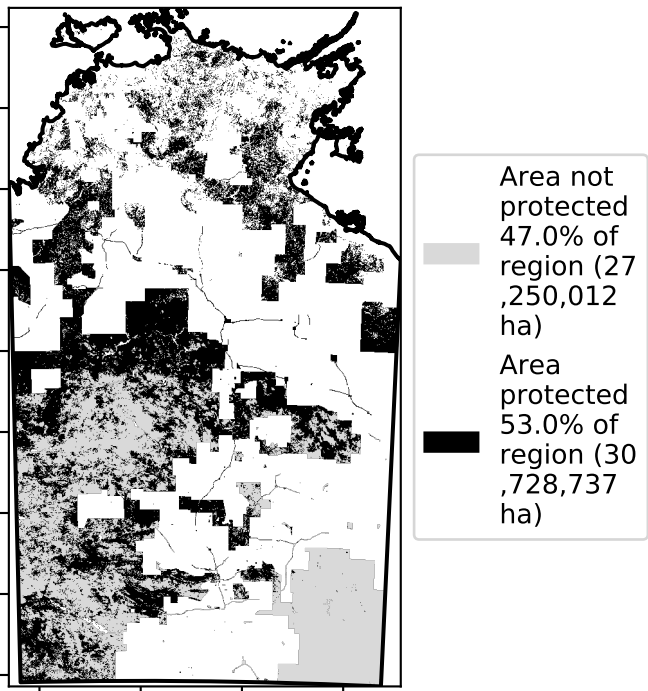 Area not
protected
47.0% of
region (27
,250,012
ha)
Area
protected
53.0% of
region (30
,728,737
ha)